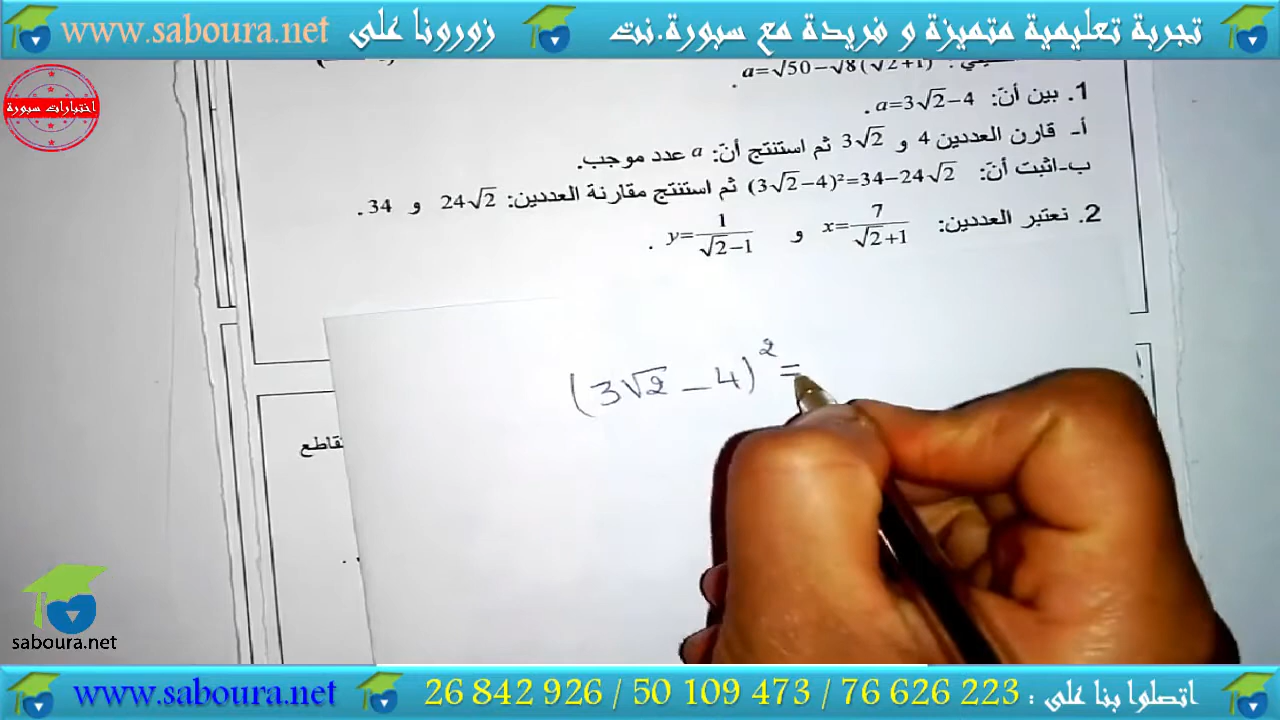 تجربة تعليمية متميزة و فريدة مع سبورة.نت زورونا على www.saboura.net
اختبارات سبورة
a=√50−√8(√2+1)
1. بين أنّ: a=3√2−4 .
أ- قارن العددين 4 و 3√2 ثم استنتج أنّ: a عدد موجب.
ب-اثبت أنّ: (3√2−4)²=34−24√2 ثم استنتج مقارنة العددين: 24√2 و 34 .
2. نعتبر العددين: x=7/(√2+1) و y=1/(√2−1) .
(3√2 − 4)² =
قاطع
saboura.net
اتصلوا بنا على : 26 842 926 / 50 109 473 / 76 626 223 www.saboura.net